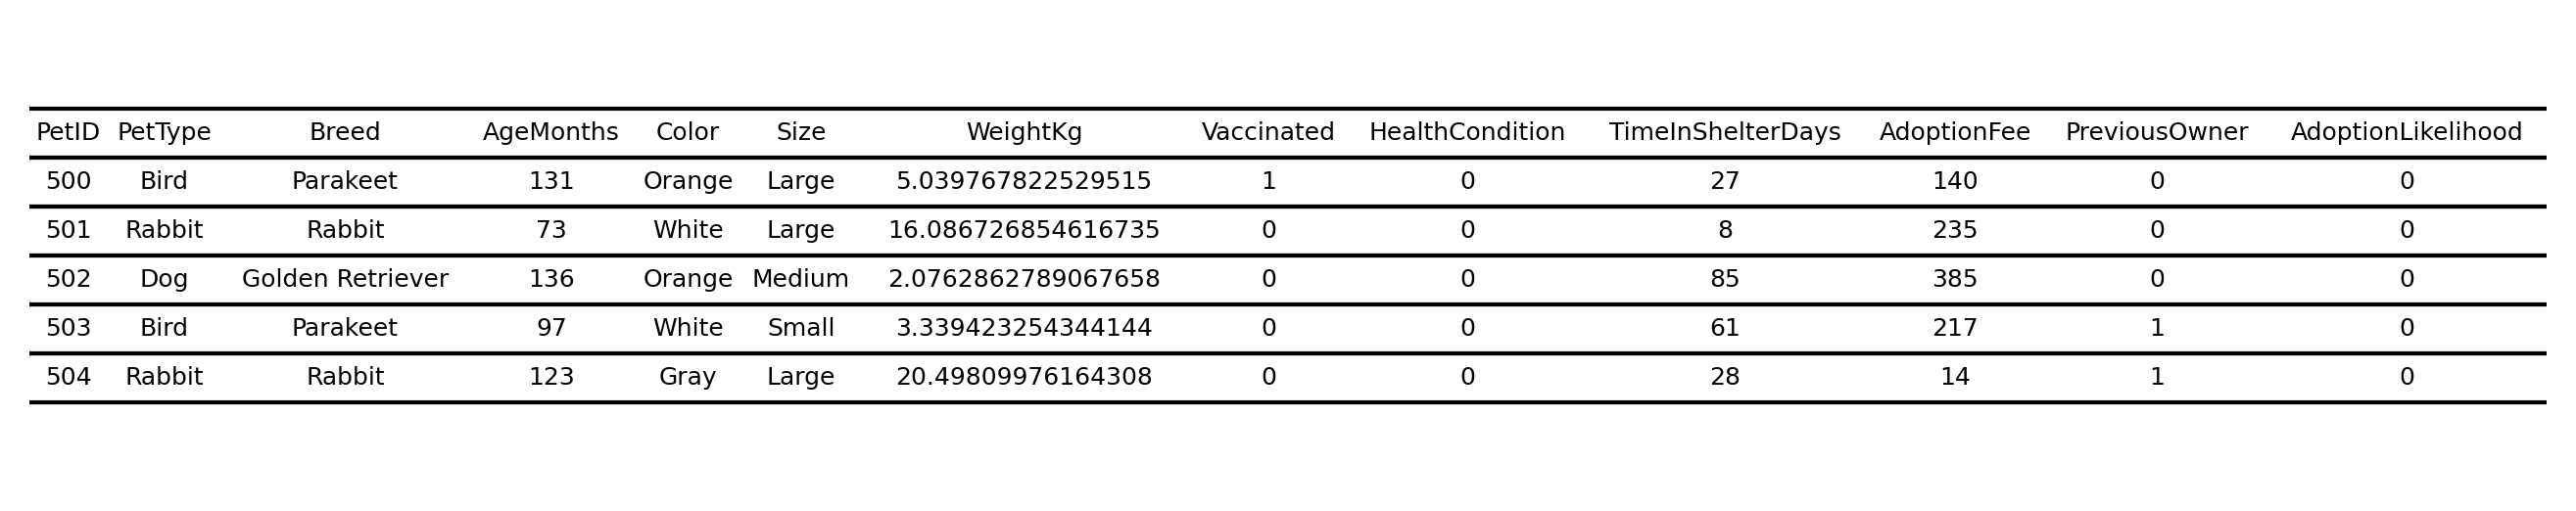 PetID PetType Breed AgeMonths Color Size WeightKg Vaccinated HealthCondition TimeInShelterDays AdoptionFee PreviousOwner AdoptionLikelihood
500 Bird Parakeet 131 Orange Large 5.039767822529515 1 0 27 140 0 0
501 Rabbit Rabbit 73 White Large 16.086726854616735 0 0 8 235 0 0
502 Dog Golden Retriever 136 Orange Medium 2.0762862789067658 0 0 85 385 0 0
503 Bird Parakeet 97 White Small 3.339423254344144 0 0 61 217 1 0
504 Rabbit Rabbit 123 Gray Large 20.49809976164308 0 0 28 14 1 0